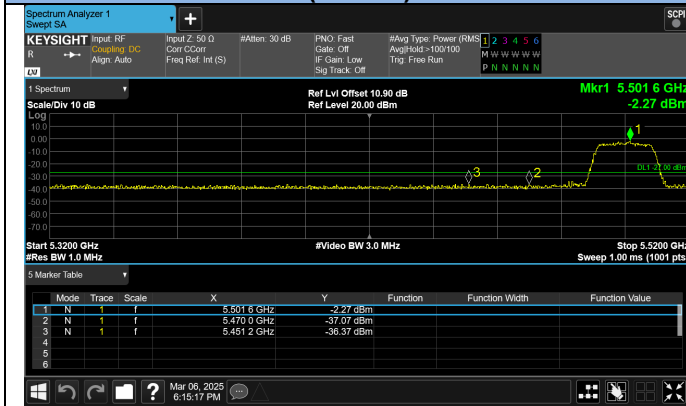 Spectrum Analyzer 1
Swept SA
+
SCPI
KEYSIGHT Input: RF Input Z: 50 Ω #Atten: 30 dB PNO: Fast #Avg Type: Power (RMS 1 2 3 4 5 6
R Coupling: DC Corr CCorr Gate: Off Avg|Hold:>100/100 M W W W W W
Align: Auto Freq Ref: Int (S) IF Gain: Low Trig: Free Run
LXI Sig Track: Off P N N N N N
1 Spectrum Ref Lvl Offset 10.90 dB Mkr1 5.501 6 GHz
Scale/Div 10 dB Ref Level 20.00 dBm -2.27 dBm
Log
10.0
0.00
-10.0
-20.0
-30.0
-40.0
-50.0
-60.0
-70.0
1
2
3
DL1 -27.00 dBm
Start 5.3200 GHz #Video BW 3.0 MHz Stop 5.5200 GHz
#Res BW 1.0 MHz Sweep 1.00 ms (1001 pts
5 Marker Table
Mode Trace Scale X Y Function Function Width Function Value
1 N 1 f 5.501 6 GHz -2.27 dBm
2 N 1 f 5.470 0 GHz -37.07 dBm
3 N 1 f 5.451 2 GHz -36.37 dBm
4
5
6
? Mar 06, 2025
6:15:17 PM